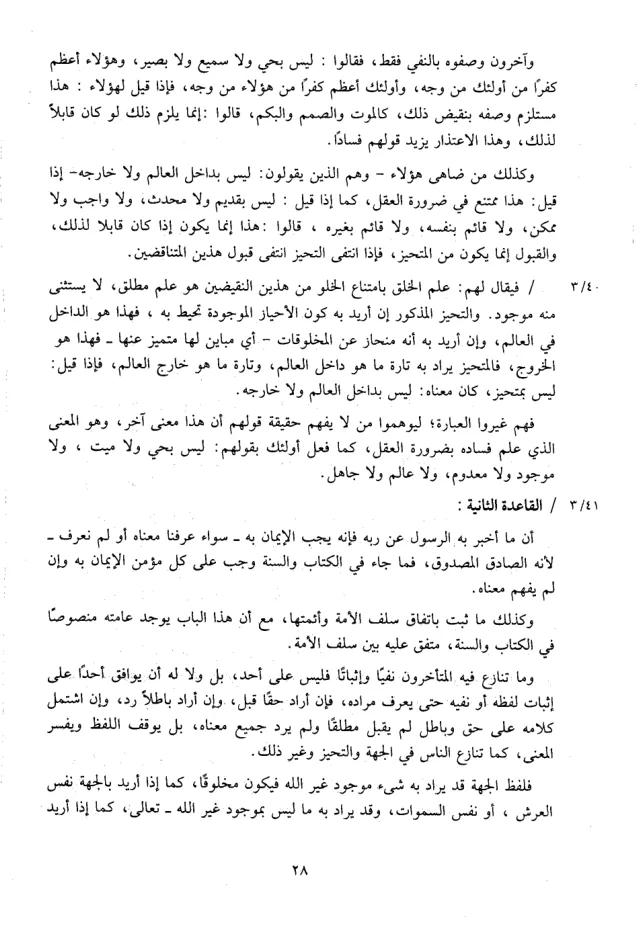 وآخرون وصفوه بالنفي فقط، فقالوا : ليس بحي ولا سميع ولا بصير، وهؤلاء أعظم
كفرًا من أولئك من وجه، وأولئك أعظم كفرًا من هؤلاء من وجه، فإذا قيل لهؤلاء : هذا
مستلزم وصفه بنقيض ذلك، كالموت والصمم والبكم، قالوا :إنما يلزم ذلك لو كان قابلاً
لذلك، وهذا الاعتذار يزيد قولهم فسادًا.
وكذلك من ضاهى هؤلاء - وهم الذين يقولون: ليس بداخل العالم ولا خارجه- إذا
قيل: هذا ممتنع في ضرورة العقل، كما إذا قيل : ليس بقديم ولا محدث، ولا واجب ولا
ممكن، ولا قائم بنفسه، ولا قائم بغيره ، قالوا :هذا إنما يكون إذا كان قابلا لذلك،
والقبول إنما يكون من المتحيز، فإذا انتفى التحيز انتفى قبول هذين المتناقضين.
٣/٤٠ / فيقال لهم: علم الخلق بامتناع الخلو من هذين النقيضين هو علم مطلق، لا يستثنى
منه موجود. والتحيز المذكور إن أريد به كون الأحياز الموجودة تحيط به ، فهذا هو الداخل
في العالم، وإن أريد به أنه منحاز عن المخلوقات - أي مباين لها متميز عنها ـ فهذا هو
الخروج، فالمتحيز يراد به تارة ما هو داخل العالم، وتارة ما هو خارج العالم، فإذا قيل:
ليس بمتحيز، كان معناه: ليس بداخل العالم ولا خارجه.
فهم غيروا العبارة؛ ليوهموا من لا يفهم حقيقة قولهم أن هذا معنى آخر، وهو المعنى
الذي علم فساده بضرورة العقل، كما فعل أولئك بقولهم: ليس بحي ولا ميت ، ولا
موجود ولا معدوم، ولا عالم ولا جاهل.
٣/٤١ / القاعدة الثانية :
أن ما أخبر به الرسول عن ربه فإنه يجب الإيمان به ـ سواء عرفنا معناه أو لم نعرف ـ
لأنه الصادق المصدوق، فما جاء في الكتاب والسنة وجب على كل مؤمن الإيمان به وإن
لم يفهم معناه.
وكذلك ما ثبت باتفاق سلف الأمة وأئمتها، مع أن هذا الباب يوجد عامته منصوصًا
في الكتاب والسنة، متفق عليه بين سلف الأمة.
وما تنازع فيه المتأخرون نفيًا وإثباتًا فليس على أحد، بل ولا له أن يوافق أحدًا على
إثبات لفظه أو نفيه حتى يعرف مراده، فإن أراد حقًا قبل، وإن أراد باطلاً رد، وإن اشتمل
كلامه على حق وباطل لم يقبل مطلقًا ولم يرد جميع معناه، بل يوقف اللفظ ويفسر
المعنى، كما تنازع الناس في الجهة والتحيز وغير ذلك.
فلفظ الجهة قد يراد به شىء موجود غير الله فيكون مخلوقًا، كما إذا أريد بالجهة نفس
العرش ، أو نفس السموات، وقد يراد به ما ليس بموجود غير الله ـ تعالى، كما إذا أريد
٢٨